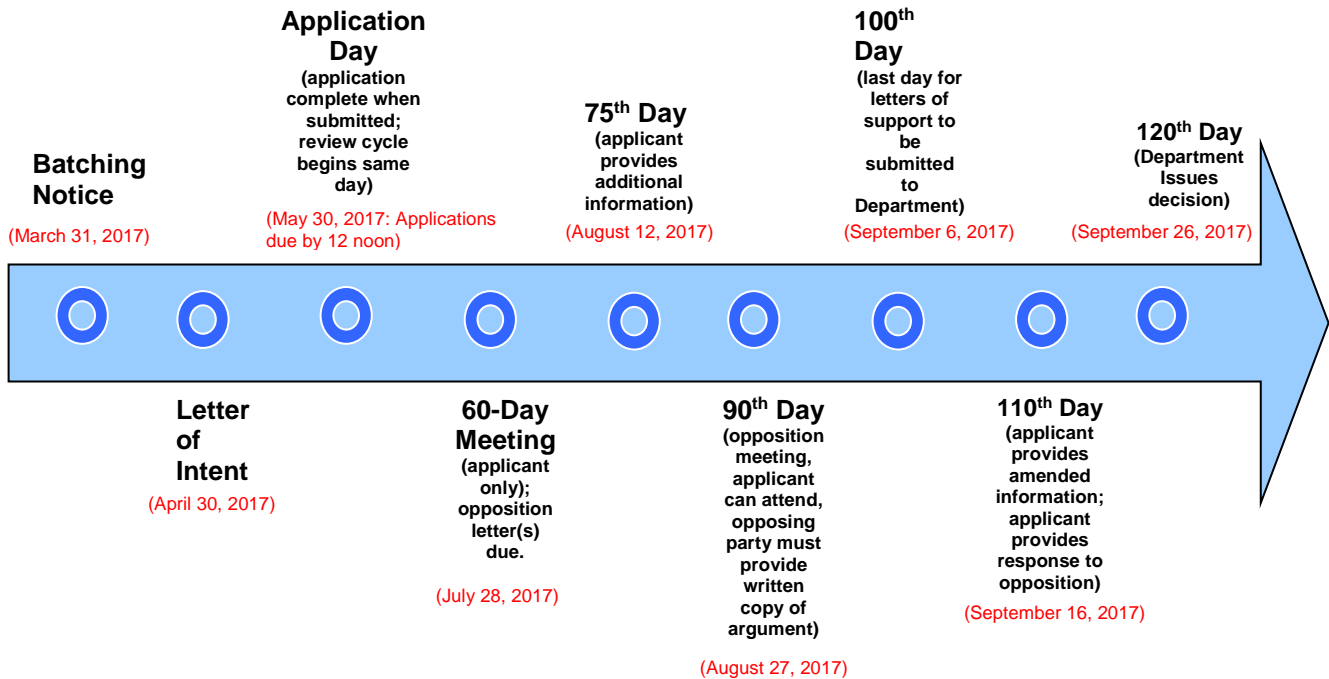 Batching
Notice
(March 31, 2017)
Letter
of
Intent
(April 30, 2017)
Application
Day
(application
complete when
submitted;
review cycle
begins same
day)
(May 30, 2017: Applications
due by 12 noon)
60-Day
Meeting
(applicant
only);
opposition
letter(s)
due.
(July 28, 2017)
75th Day
(applicant
provides
additional
information)
(August 12, 2017)
90th Day
(opposition
meeting,
applicant
can attend,
opposing
party must
provide
written
copy of
argument)
(August 27, 2017)
100th
Day
(last day for
letters of
support to
be
submitted
to
Department)
(September 6, 2017)
110th Day
(applicant
provides
amended
information;
applicant
provides
response to
opposition)
(September 16, 2017)
120th Day
(Department
Issues
decision)
(September 26, 2017)